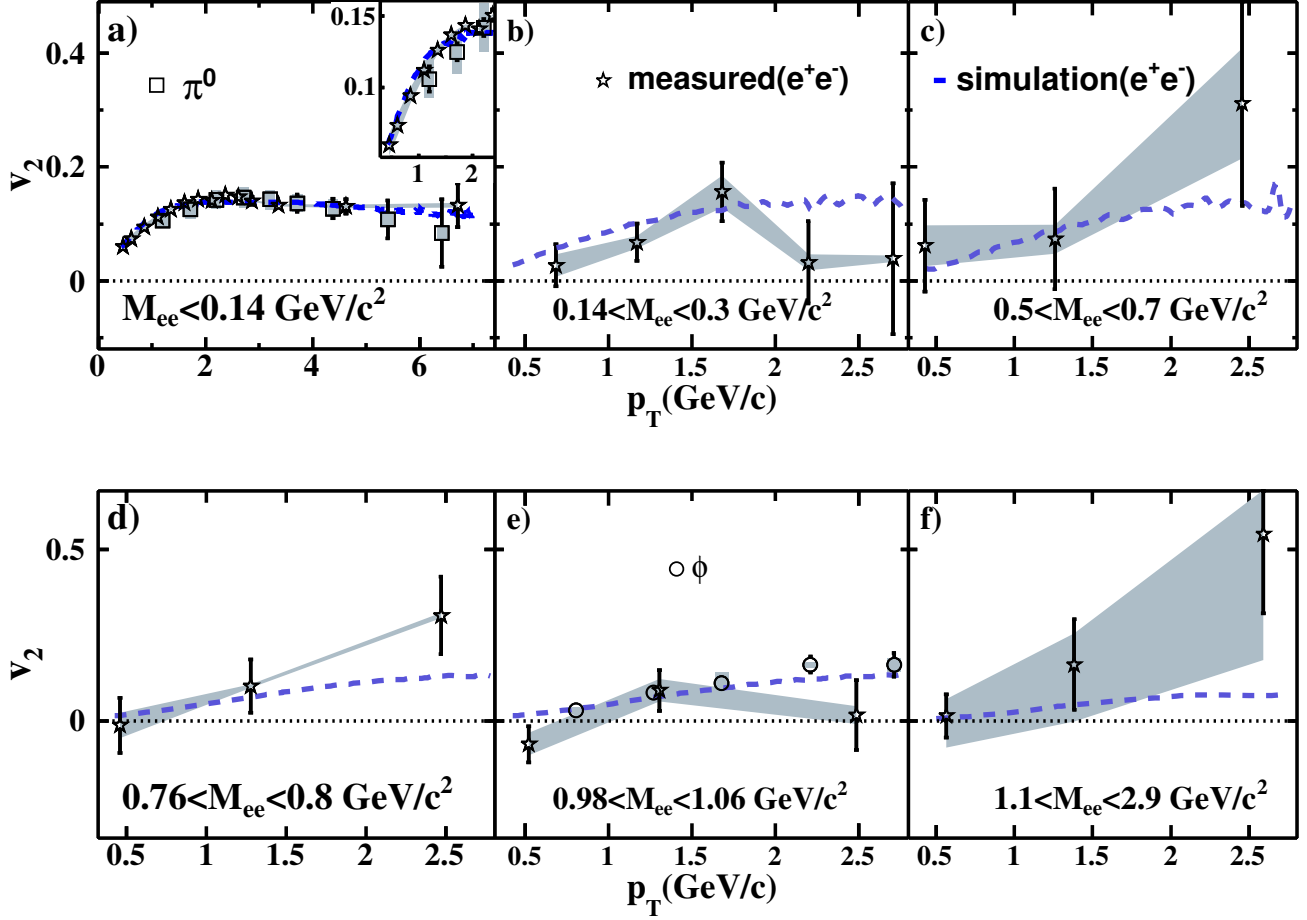 a) 0.15 b) c)
0.4
π⁰ measured(e⁺e⁻) simulation(e⁺e⁻)
0.1
v₂
0.2
1 2
0
M_ee<0.14 GeV/c² 0.14<M_ee<0.3 GeV/c² 0.5<M_ee<0.7 GeV/c²
0 2 4 6 0.5 1 1.5 2 2.5 0.5 1 1.5 2 2.5
p_T(GeV/c)
d) e) f)
0.5
ϕ
v₂
0
0.76<M_ee<0.8 GeV/c² 0.98<M_ee<1.06 GeV/c² 1.1<M_ee<2.9 GeV/c²
0.5 1 1.5 2 2.5 0.5 1 1.5 2 2.5 0.5 1 1.5 2 2.5
p_T(GeV/c)